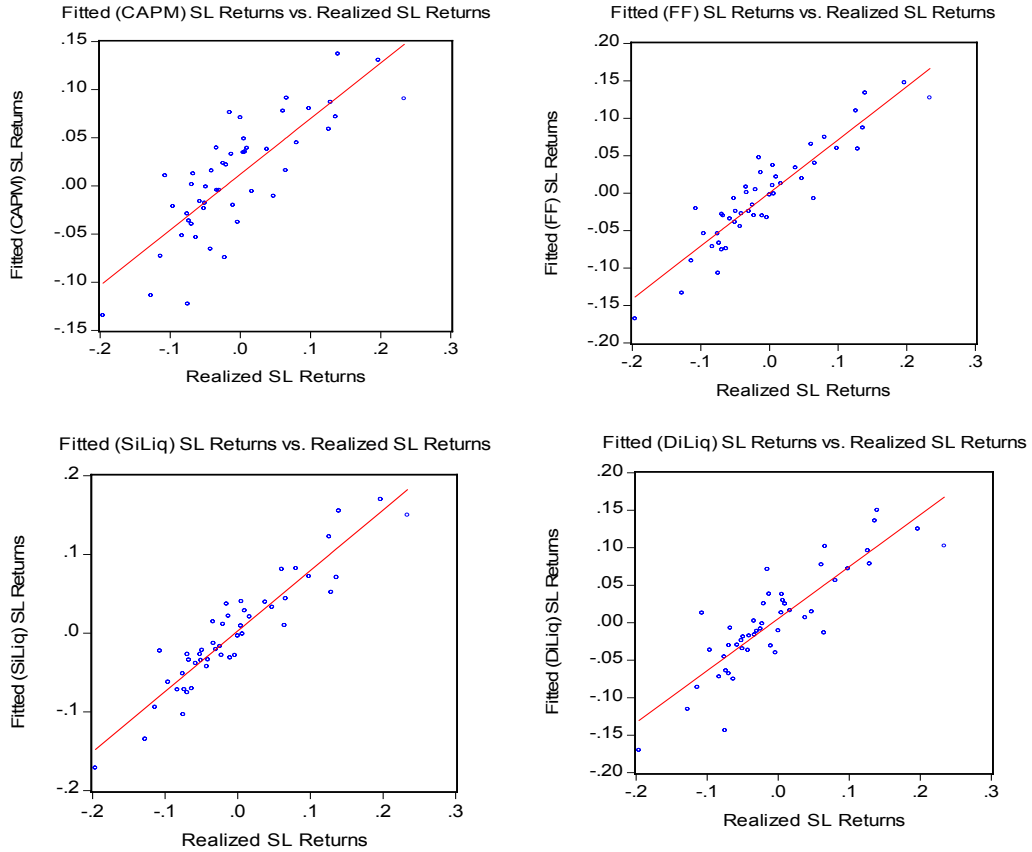 Fitted (CAPM) SL Returns vs. Realized SL Returns
.15
.10
.05
.00
-.05
-.10
-.15
-.2 -.1 .0 .1 .2 .3
Fitted (CAPM) SL Returns
Realized SL Returns
Fitted (FF) SL Returns vs. Realized SL Returns
.20
.15
.10
.05
.00
-.05
-.10
-.15
-.20
-.2 -.1 .0 .1 .2 .3
Fitted (FF) SL Returns
Realized SL Returns
Fitted (SiLiq) SL Returns vs. Realized SL Returns
.2
.1
.0
-.1
-.2
-.2 -.1 .0 .1 .2 .3
Fitted (SiLiq) SL Returns
Realized SL Returns
Fitted (DiLiq) SL Returns vs. Realized SL Returns
.20
.15
.10
.05
.00
-.05
-.10
-.15
-.20
-.2 -.1 .0 .1 .2 .3
Fitted (DiLiq) SL Returns
Realized SL Returns